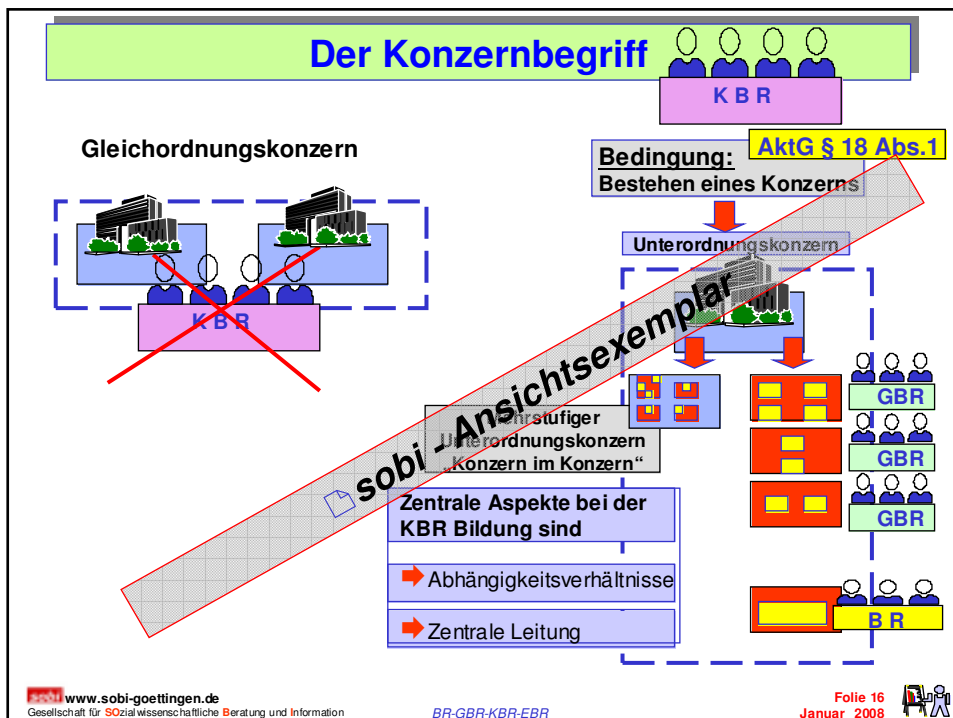 Der Konzernbegriff
K B R
Gleichordnungskonzern
AktG § 18 Abs.1
Bedingung:
Bestehen eines Konzerns
Unterordnungskonzern
K B R
GBR
GBR
GBR
B R
Mehrstufiger
Unterordnungskonzern
„Konzern im Konzern“
sobi - Ansichtsexemplar
Zentrale Aspekte bei der
KBR Bildung sind
Abhängigkeitsverhältnisse
Zentrale Leitung
sobi www.sobi-goettingen.de
Gesellschaft für SOzialwissenschaftliche Beratung und Information
BR-GBR-KBR-EBR
Folie 16
Januar 2008